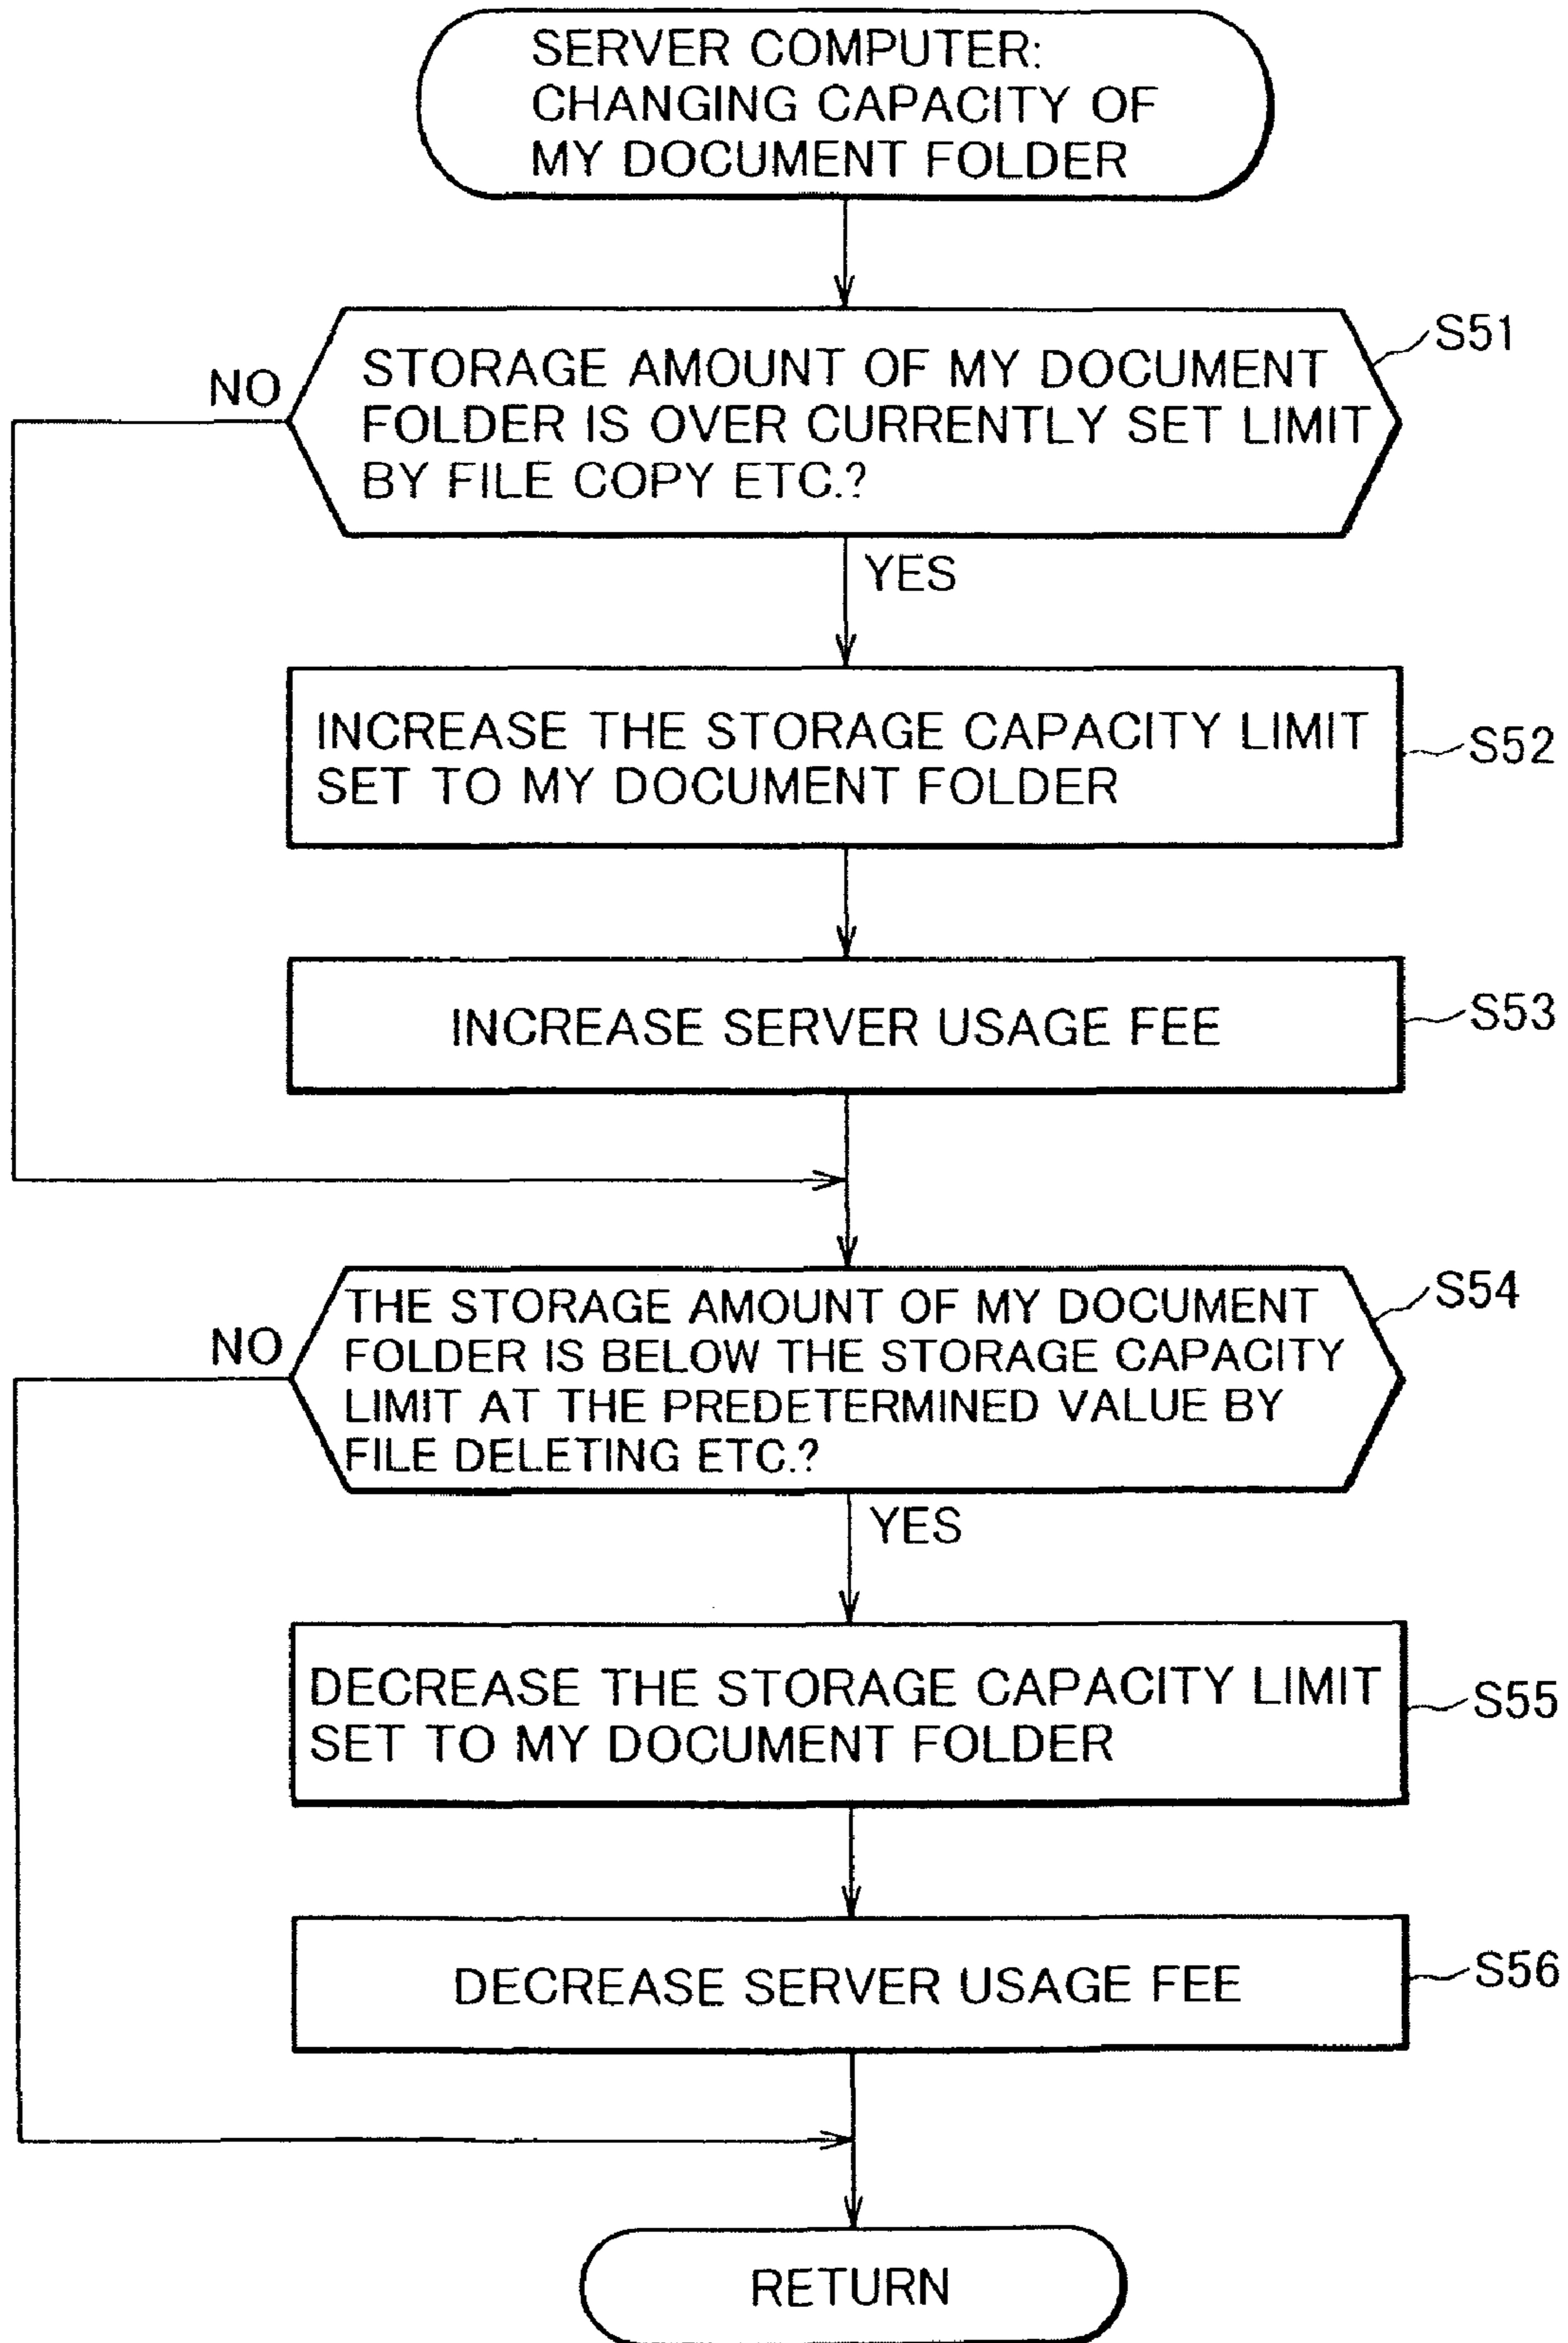 SERVER COMPUTER:
CHANGING CAPACITY OF
MY DOCUMENT FOLDER
S51
NO
STORAGE AMOUNT OF MY DOCUMENT
FOLDER IS OVER CURRENTLY SET LIMIT
BY FILE COPY ETC.?
YES
INCREASE THE STORAGE CAPACITY LIMIT
SET TO MY DOCUMENT FOLDER
S52
INCREASE SERVER USAGE FEE
S53
S54
NO
THE STORAGE AMOUNT OF MY DOCUMENT
FOLDER IS BELOW THE STORAGE CAPACITY
LIMIT AT THE PREDETERMINED VALUE BY
FILE DELETING ETC.?
YES
DECREASE THE STORAGE CAPACITY LIMIT
SET TO MY DOCUMENT FOLDER
S55
DECREASE SERVER USAGE FEE
S56
RETURN